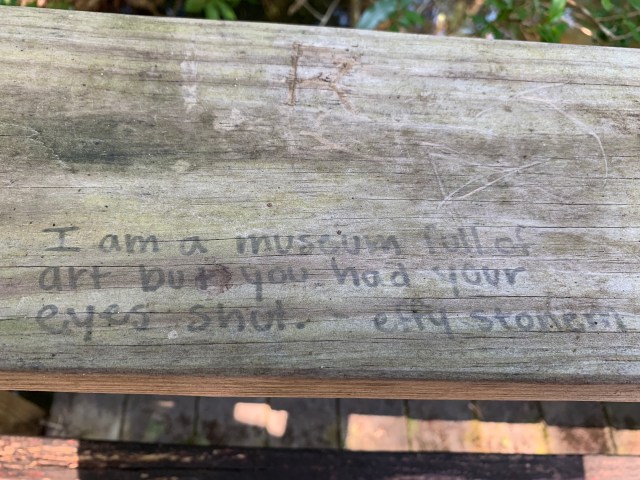 R
I am a museum full of
art but you had your
eyes shut. effy stonem